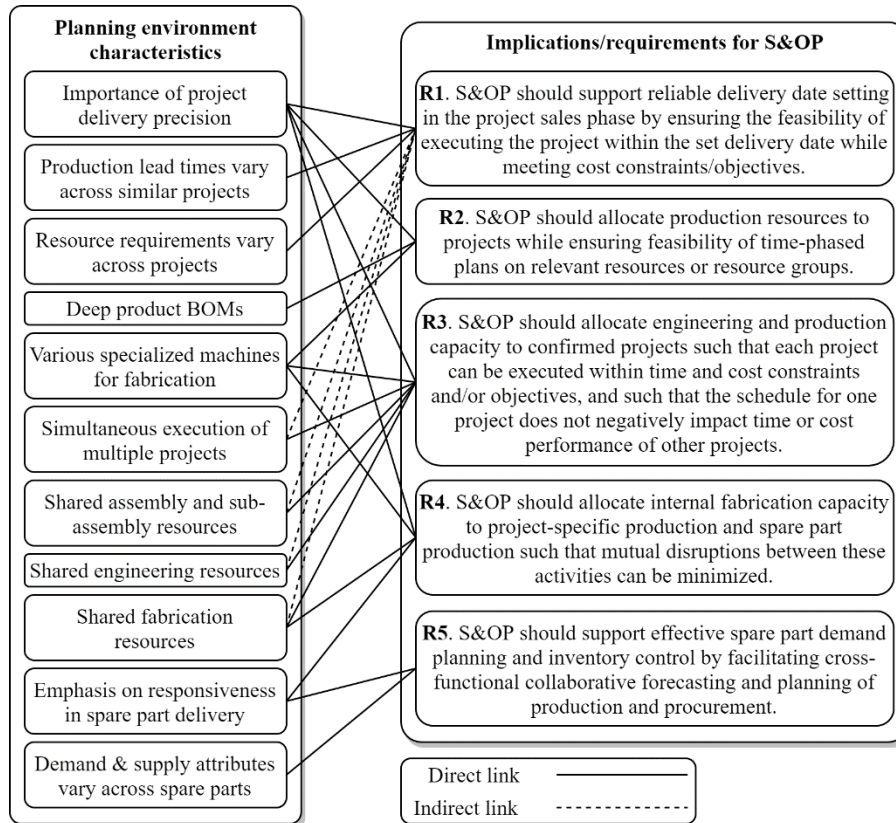 Planning environment
characteristics
Importance of project
delivery precision
Production lead times vary
across similar projects
Resource requirements vary
across projects
Deep product BOMs
Various specialized machines
for fabrication
Simultaneous execution of
multiple projects
Shared assembly and sub-
assembly resources
Shared engineering resources
Shared fabrication
resources
Emphasis on responsiveness
in spare part delivery
Demand & supply attributes
vary across spare parts
Implications/requirements for S&OP
R1. S&OP should support reliable delivery date setting
in the project sales phase by ensuring the feasibility of
executing the project within the set delivery date while
meeting cost constraints/objectives.
R2. S&OP should allocate production resources to
projects while ensuring feasibility of time-phased
plans on relevant resources or resource groups.
R3. S&OP should allocate engineering and production
capacity to confirmed projects such that each project
can be executed within time and cost constraints
and/or objectives, and such that the schedule for one
project does not negatively impact time or cost
performance of other projects.
R4. S&OP should allocate internal fabrication capacity
to project-specific production and spare part
production such that mutual disruptions between these
activities can be minimized.
R5. S&OP should support effective spare part demand
planning and inventory control by facilitating cross-
functional collaborative forecasting and planning of
production and procurement.
Direct link
Indirect link